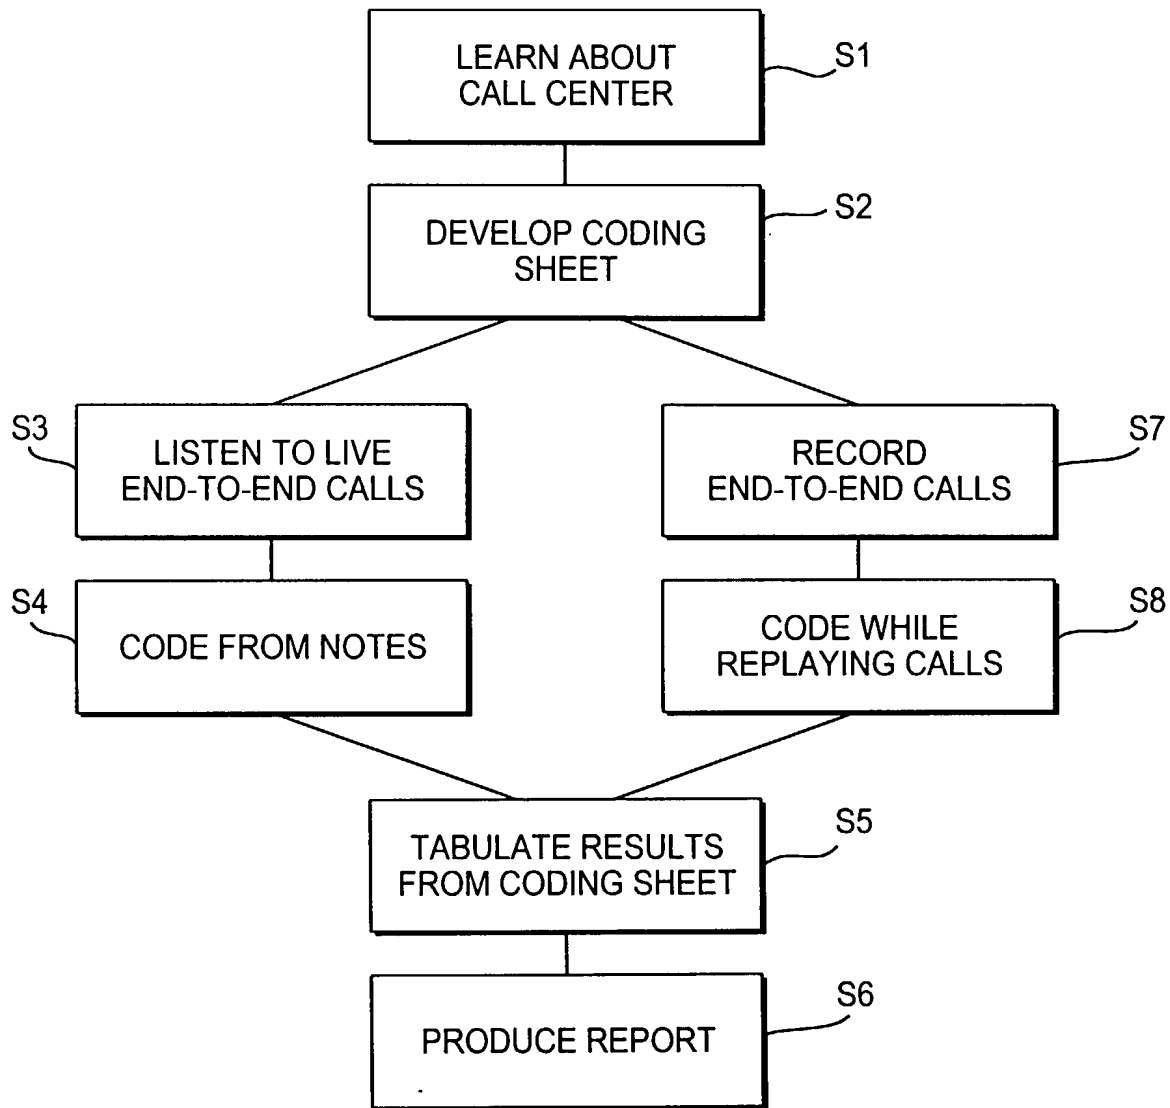 LEARN ABOUT
CALL CENTER
S1
DEVELOP CODING
SHEET
S2
S3
LISTEN TO LIVE
END-TO-END CALLS
RECORD
END-TO-END CALLS
S7
S4
CODE FROM NOTES
CODE WHILE
REPLAYING CALLS
S8
TABULATE RESULTS
FROM CODING SHEET
S5
PRODUCE REPORT
S6